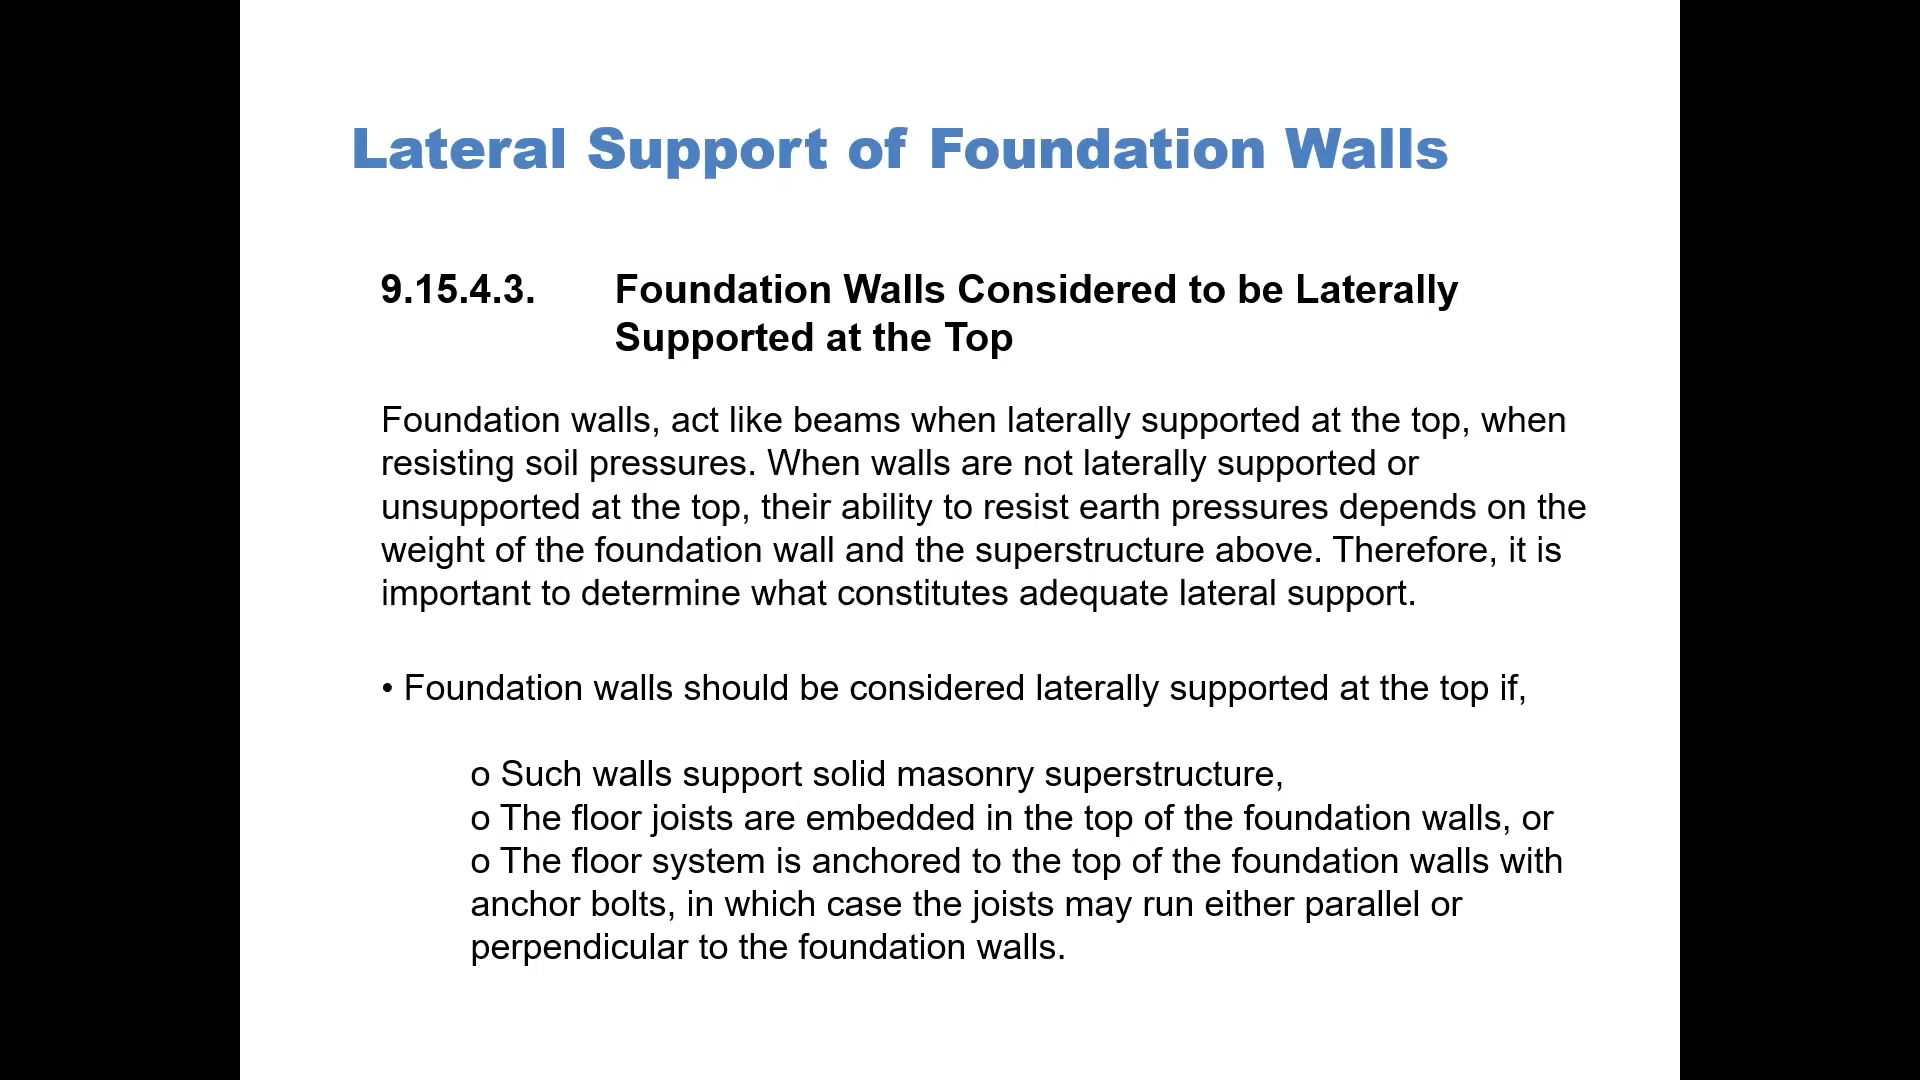 Lateral Support of Foundation Walls
9.15.4.3. Foundation Walls Considered to be Laterally
Supported at the Top
Foundation walls, act like beams when laterally supported at the top, when
resisting soil pressures. When walls are not laterally supported or
unsupported at the top, their ability to resist earth pressures depends on the
weight of the foundation wall and the superstructure above. Therefore, it is
important to determine what constitutes adequate lateral support.
• Foundation walls should be considered laterally supported at the top if,
o Such walls support solid masonry superstructure,
o The floor joists are embedded in the top of the foundation walls, or
o The floor system is anchored to the top of the foundation walls with
anchor bolts, in which case the joists may run either parallel or
perpendicular to the foundation walls.